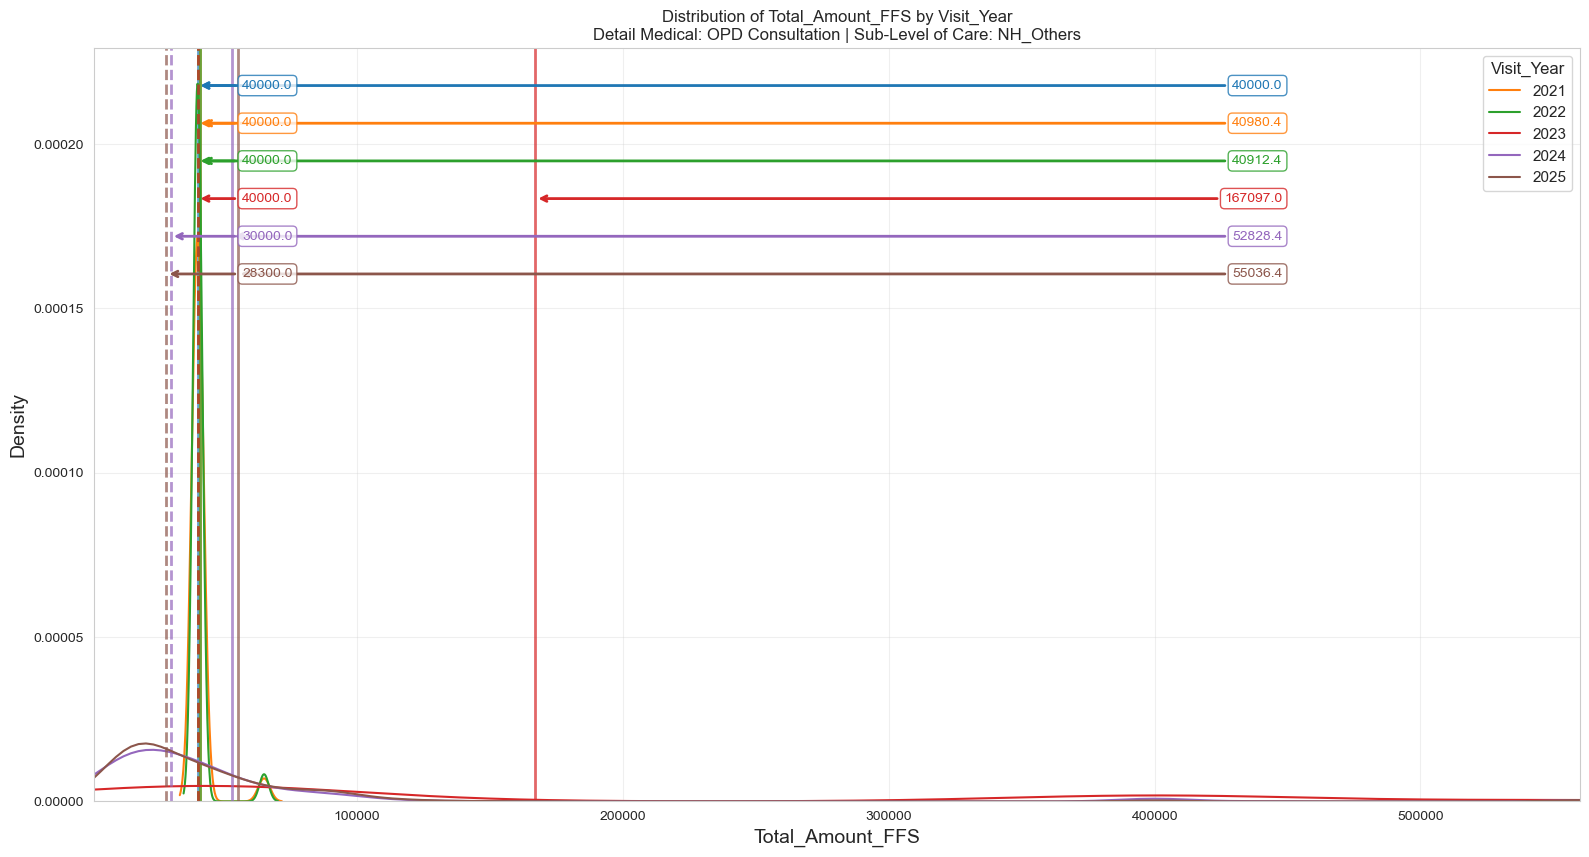 Distribution of Total_Amount_FFS by Visit_Year
Detail Medical: OPD Consultation | Sub-Level of Care: NH_Others
Visit_Year
2021
2022
2023
2024
2025
40000.0 40000.0
40000.0 40980.4
40000.0 40912.4
40000.0 167097.0
30000.0 52828.4
28300.0 55036.4
0.00020
0.00015
0.00010
0.00005
0.00000
Density
100000 200000 300000 400000 500000
Total_Amount_FFS